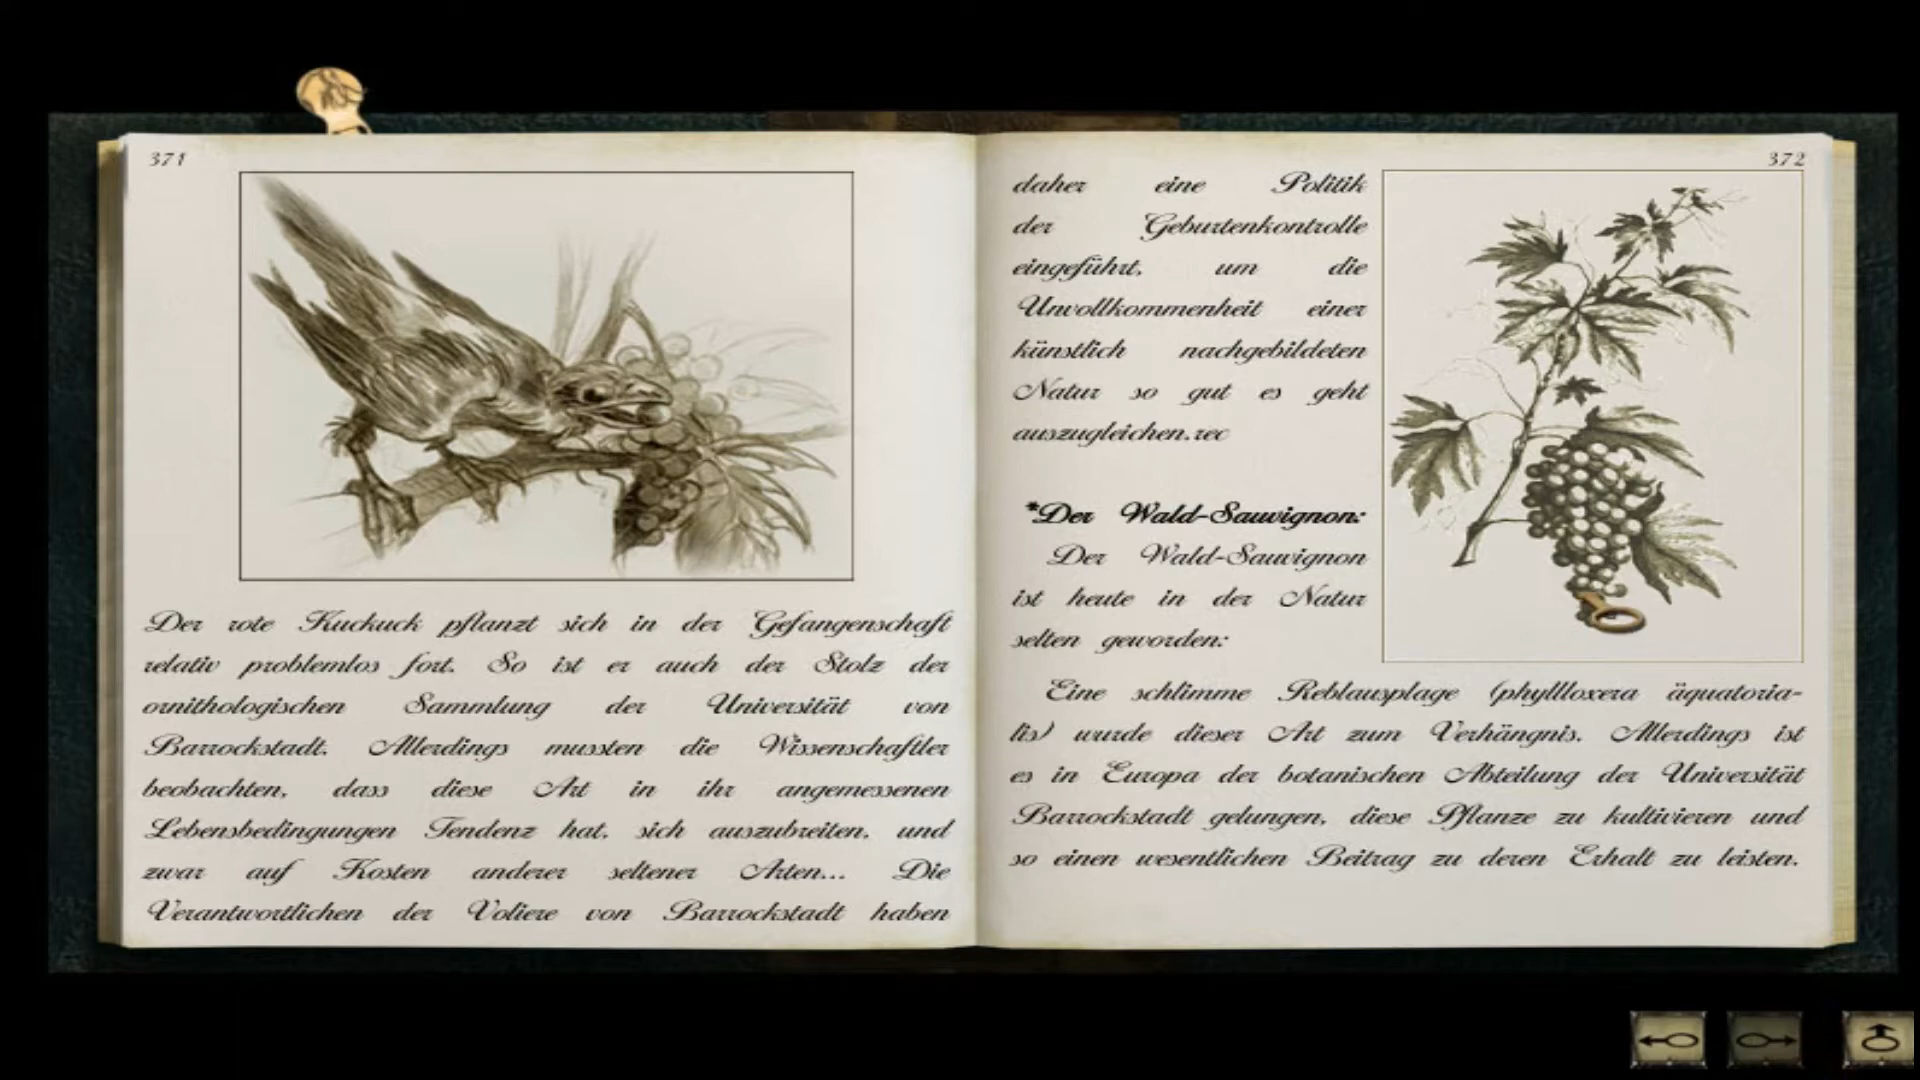 371
Der rote Kuckuck pflanzt sich in der Gefangenschaft
relativ problemlos fort. So ist er auch der Stolz der
ornithologischen Sammlung der Universität von
Barrockstadt. Allerdings mussten die Wissenschaftler
beobachten, dass diese Art in ihr angemessenen
Lebensbedingungen Tendenz hat, sich auszubreiten, und
zwar auf Kosten anderer seltener Arten... Die
Verantwortlichen der Voliere von Barrockstadt haben
372
daher eine Politik
der Geburtenkontrolle
eingeführt, um die
Unvollkommenheit einer
künstlich nachgebildeten
Natur so gut es geht
auszugleichen.rec
*Der Wald-Sauvignon:
Der Wald-Sauvignon
ist heute in der Natur
selten geworden:
Eine schlimme Reblausplage (phyllloxera äquatoria-
lis) wurde dieser Art zum Verhängnis. Allerdings ist
es in Europa der botanischen Abteilung der Universität
Barrockstadt gelungen, diese Pflanze zu kultivieren und
so einen wesentlichen Beitrag zu deren Erhalt zu leisten.